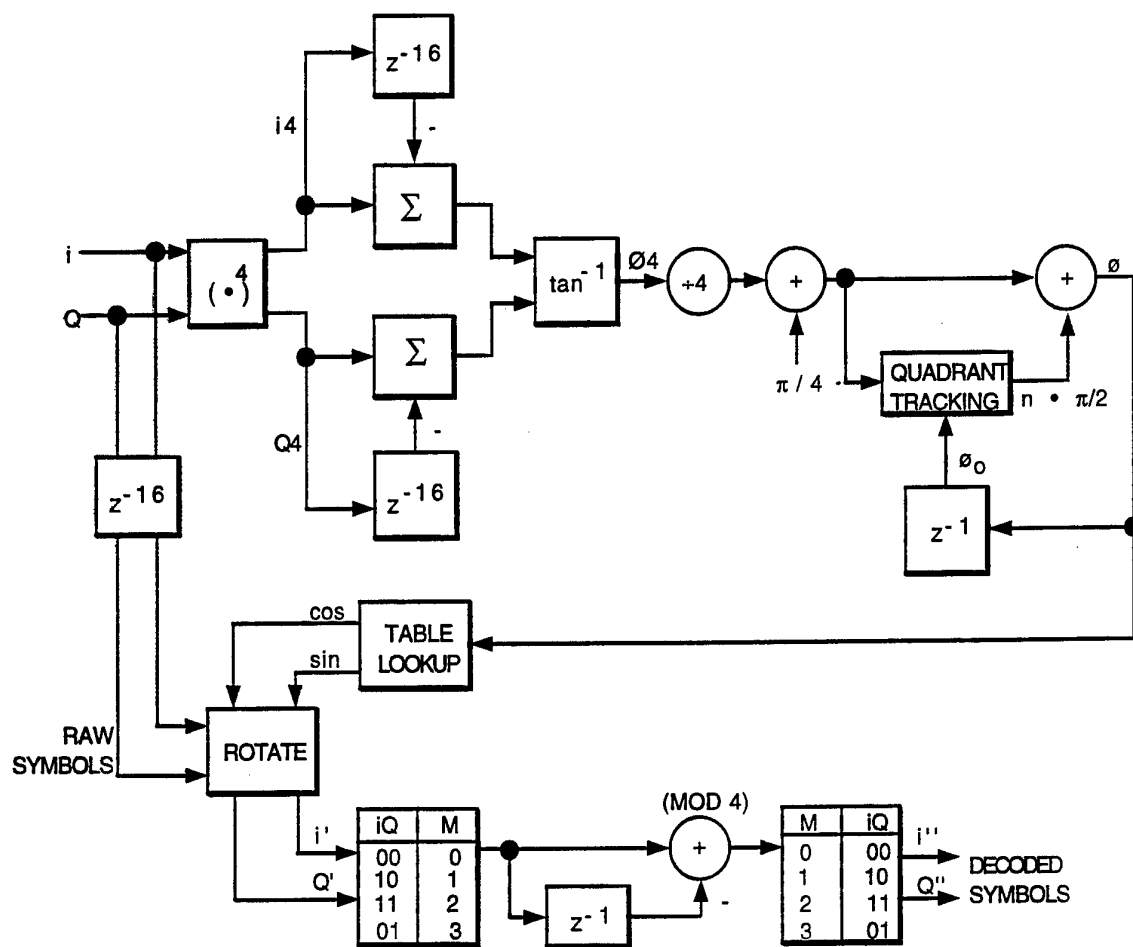 z⁻¹⁶
-
i4
Σ
i
Q
(•)⁴
tan⁻¹
Ø4
÷4
+
+
ø
π / 4
-
QUADRANT
TRACKING
n • π/2
Σ
-
Q4
z⁻¹⁶
z⁻¹⁶
ø₀
z⁻¹
cos
sin
TABLE
LOOKUP
RAW
SYMBOLS
ROTATE
i'
Q'
iQ M
00 0
10 1
11 2
01 3
(MOD 4)
+
-
z⁻¹
M iQ
0 00
1 10
2 11
3 01
i''
Q''
DECODED
SYMBOLS